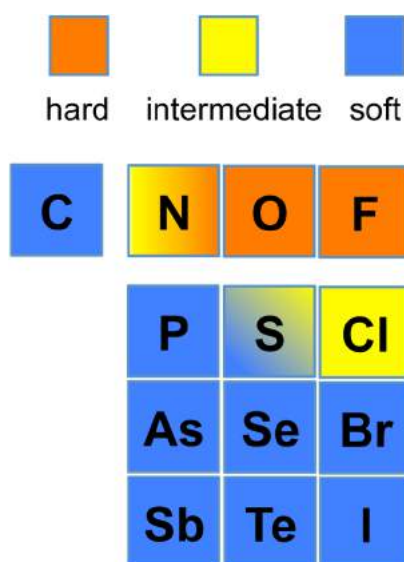 hard intermediate soft
C N O F
P S Cl
As Se Br
Sb Te I